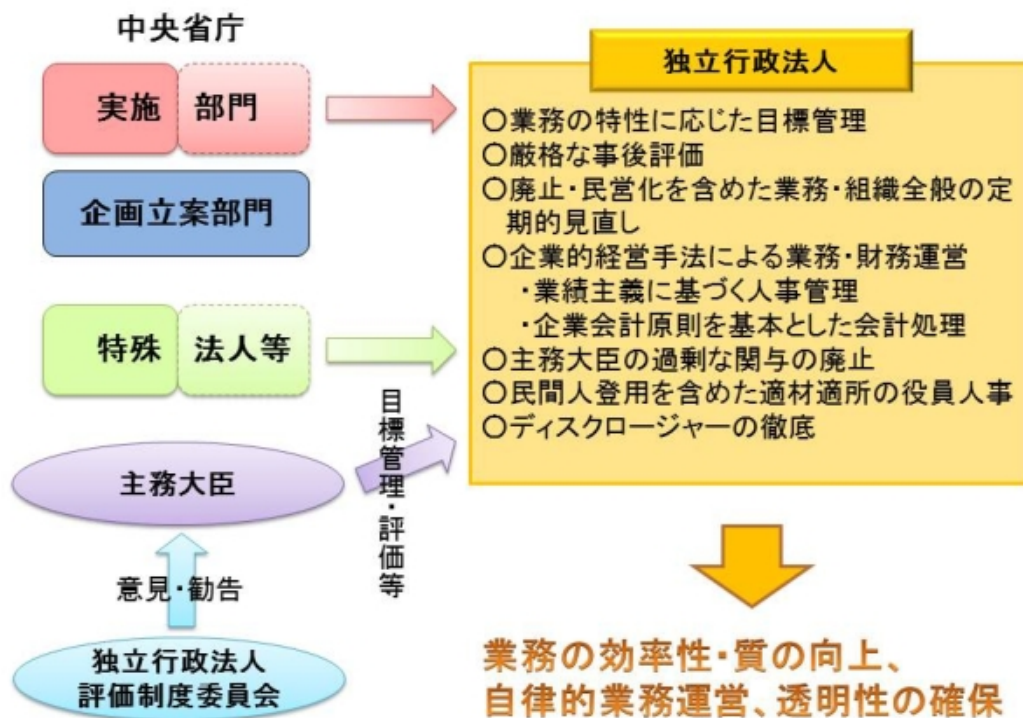 中央省庁
実施 部門
企画立案部門
特殊 法人等
主務大臣
意見・勧告
独立行政法人
評価制度委員会
目標管理・評価等
独立行政法人
○業務の特性に応じた目標管理
○厳格な事後評価
○廃止・民営化を含めた業務・組織全般の定
期的見直し
○企業的経営手法による業務・財務運営
・業績主義に基づく人事管理
・企業会計原則を基本とした会計処理
○主務大臣の過剰な関与の廃止
○民間人登用を含めた適材適所の役員人事
○ディスクロージャーの徹底
業務の効率性・質の向上、
自律的業務運営、透明性の確保